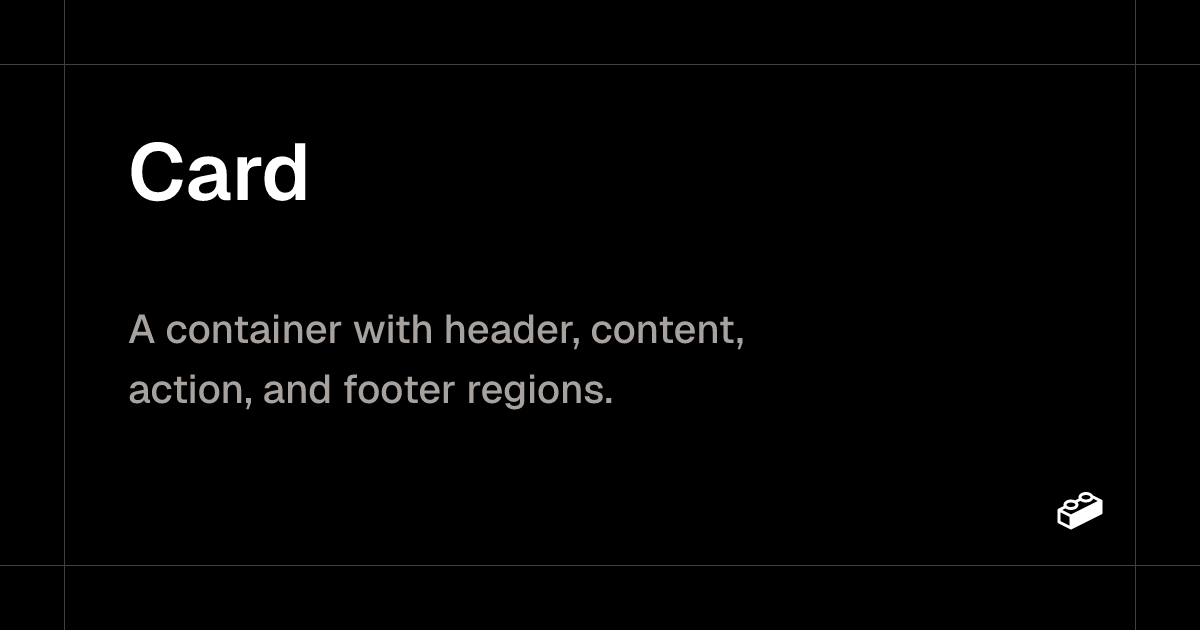 Card
A container with header, content,
action, and footer regions.